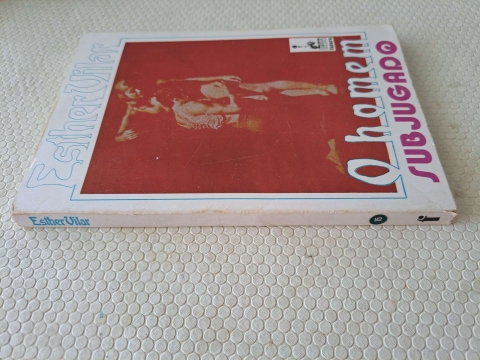 Esther Vilar
O homem
SUBJUGADO
Esther Vilar